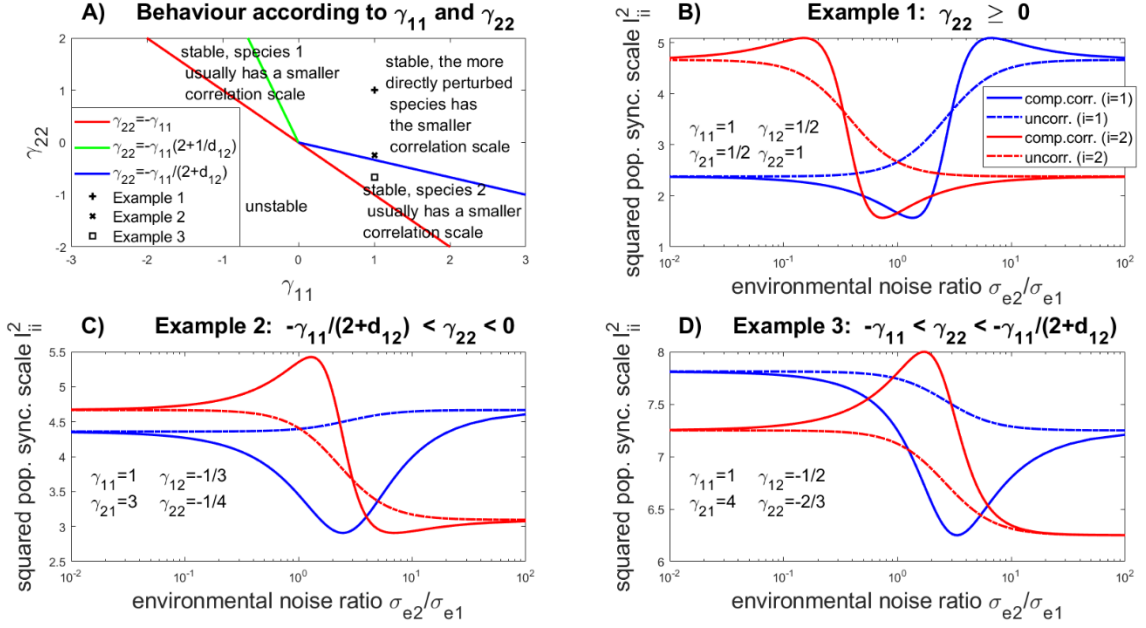 A) Behaviour according to γ11 and γ22
2
1
0
-1
-2
-3
-2
-1
0
1
2
3
γ22
γ11
stable, species 1
usually has a smaller
correlation scale
stable, the more
directly perturbed
species has
the smaller
correlation scale
stable, species 2
usually has a smaller
correlation scale
unstable
γ22=-γ11
γ22=-γ11(2+1/d12)
γ22=-γ11/(2+d12)
Example 1
Example 2
Example 3
B) Example 1: γ22 ≥ 0
squared pop. sync. scale l²ii
5
4
3
2
1
γ11=1 γ12=1/2
γ21=1/2 γ22=1
comp.corr. (i=1)
uncorr. (i=1)
comp.corr. (i=2)
uncorr. (i=2)
10⁻² 10⁻¹ 10⁰ 10¹ 10²
environmental noise ratio σe2/σe1
C) Example 2: -γ11/(2+d12) < γ22 < 0
squared pop. sync. scale l²ii
5.5
5
4.5
4
3.5
3
2.5
γ11=1 γ12=-1/3
γ21=3 γ22=-1/4
10⁻² 10⁻¹ 10⁰ 10¹ 10²
environmental noise ratio σe2/σe1
D) Example 3: -γ11 < γ22 < -γ11/(2+d12)
squared pop. sync. scale l²ii
8
7.5
7
6.5
6
γ11=1 γ12=-1/2
γ21=4 γ22=-2/3
10⁻² 10⁻¹ 10⁰ 10¹ 10²
environmental noise ratio σe2/σe1